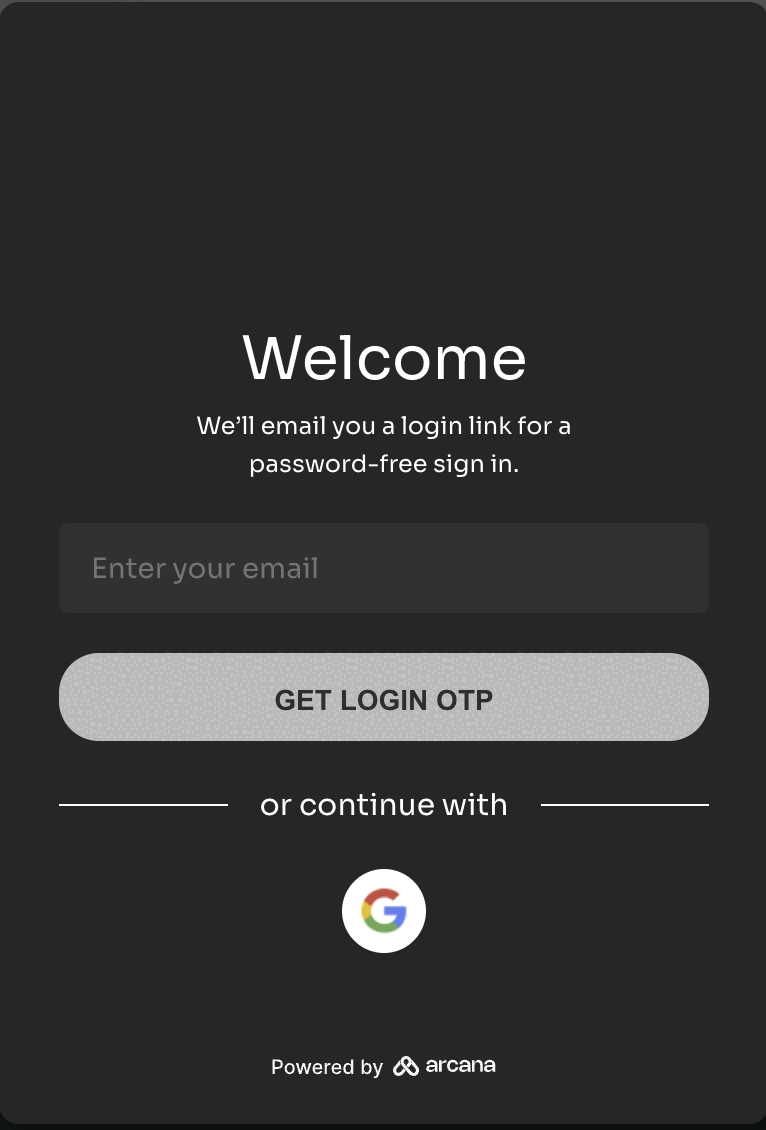 Welcome
We’ll email you a login link for a
password-free sign in.
Enter your email
GET LOGIN OTP
or continue with
Powered by arcana